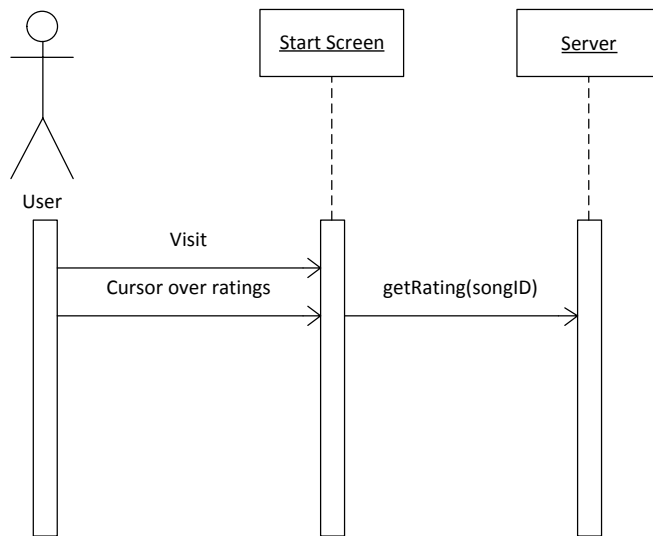 Start Screen
Server
User
Visit
Cursor over ratings
getRating(songID)